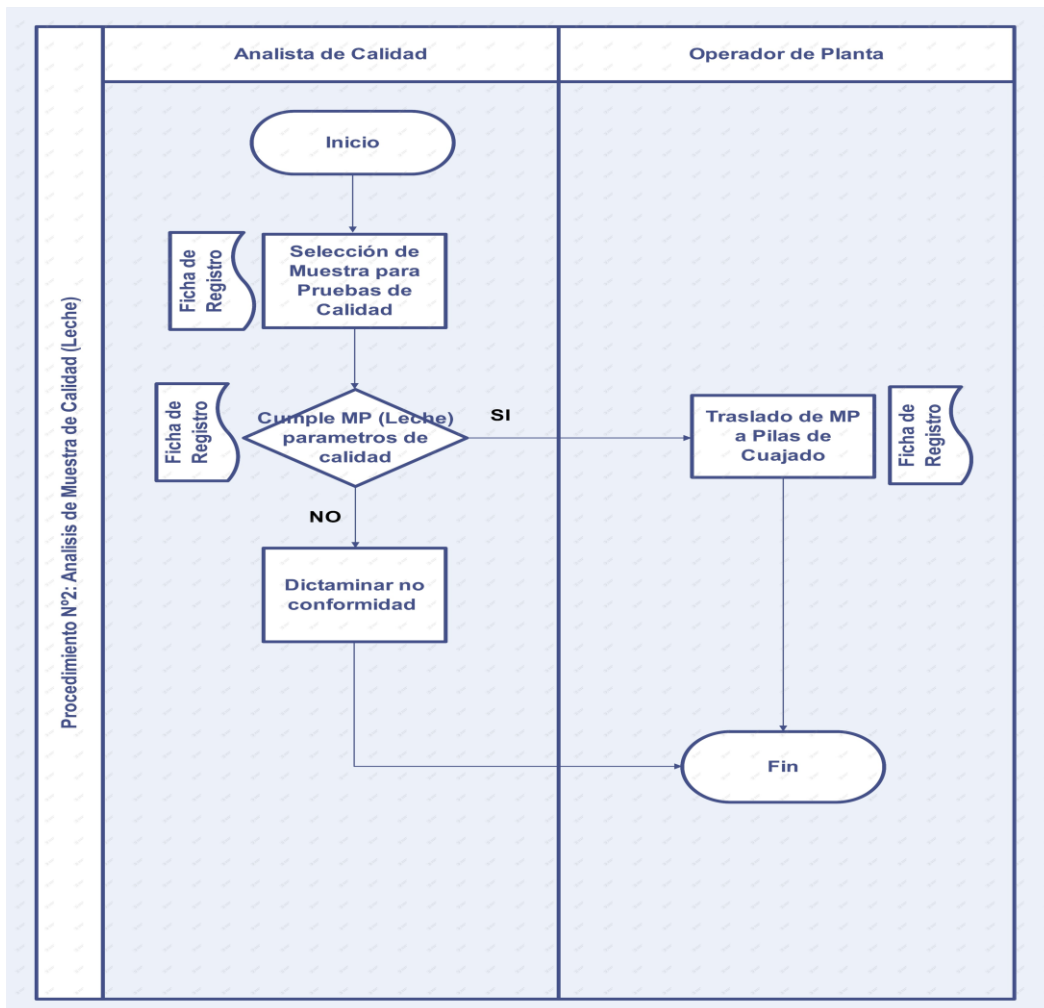 Procedimiento Nº2: Analisis de Muestra de Calidad (Leche)
Analista de Calidad
Operador de Planta
Inicio
Ficha de
Registro
Selección de
Muestra para
Pruebas de
Calidad
Ficha de
Registro
Cumple MP (Leche)
parametros de
calidad
SI
Traslado de MP
a Pilas de
Cuajado
Ficha de
Registro
NO
Dictaminar no
conformidad
Fin